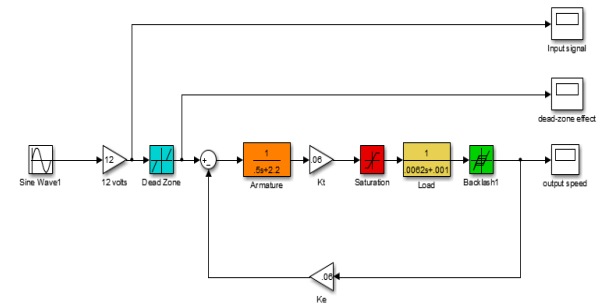 Input signal
dead-zone effect
Sine Wave1
12
12 volts
Dead Zone
+
-
1
.5s+2.2
Armature
.06
Kt
Saturation
1
.0062s+.001
Load
Backlash1
output speed
.06
Ke